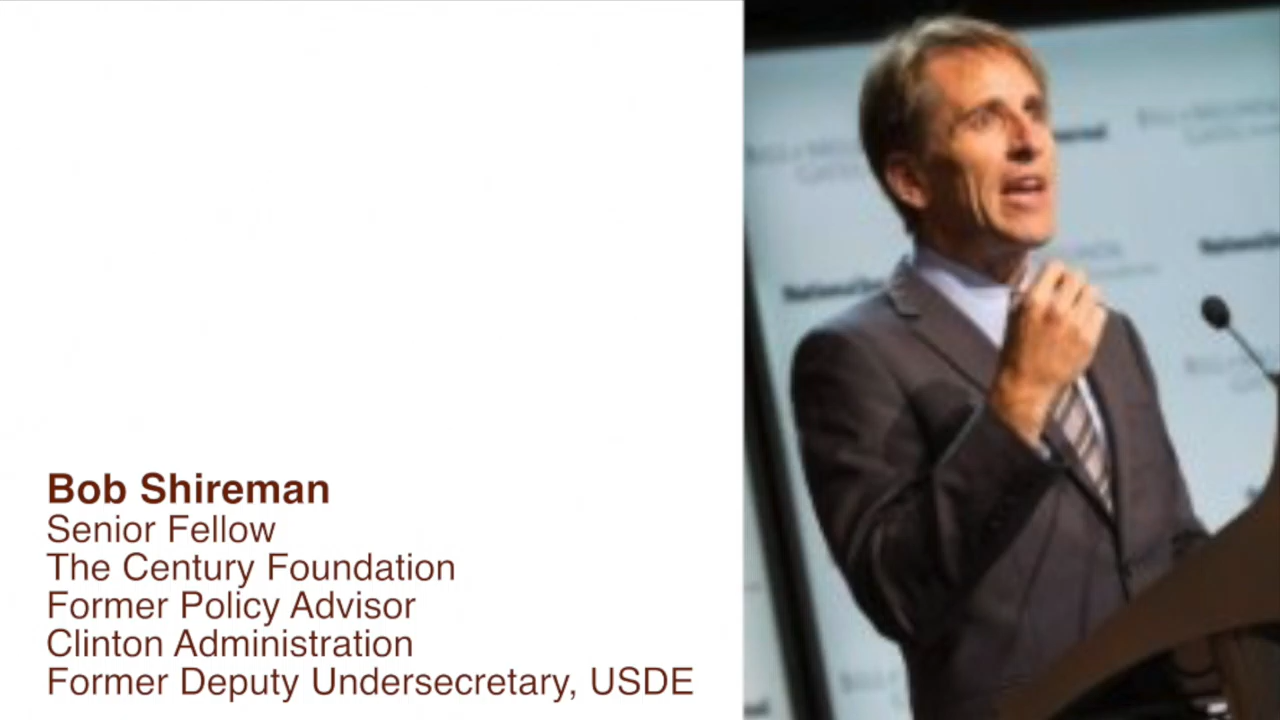 Bob Shireman
Senior Fellow
The Century Foundation
Former Policy Advisor
Clinton Administration
Former Deputy Undersecretary, USDE